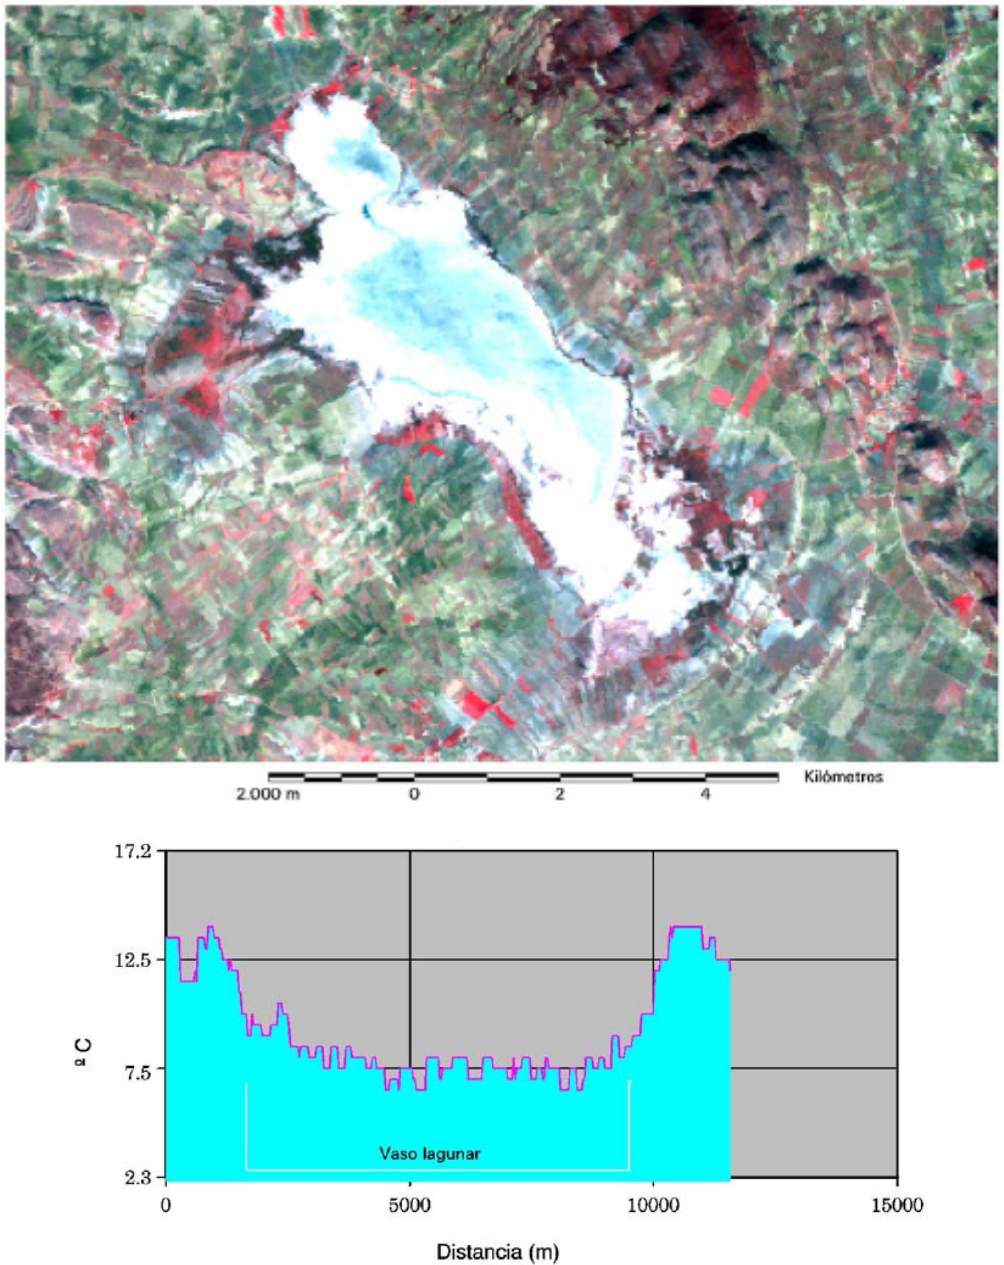 Kilómetros
2.000 m 0 2 4
17.2
12.5
7.5
2.3
º C
Vaso lagunar
0 5000 10000 15000
Distancia (m)